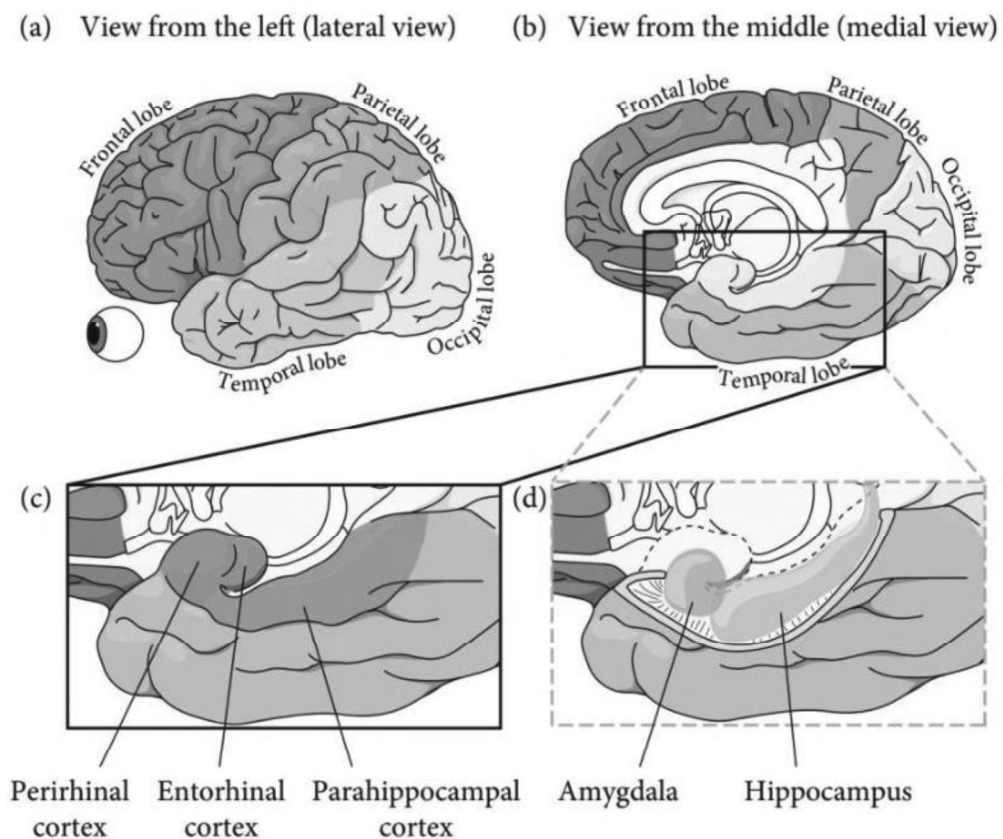 (a) View from the left (lateral view)
(b) View from the middle (medial view)
Frontal lobe
Parietal lobe
Occipital lobe
Temporal lobe
Frontal lobe
Parietal lobe
Occipital lobe
Temporal lobe
(c)
(d)
Perirhinal
cortex
Entorhinal
cortex
Parahippocampal
cortex
Amygdala
Hippocampus